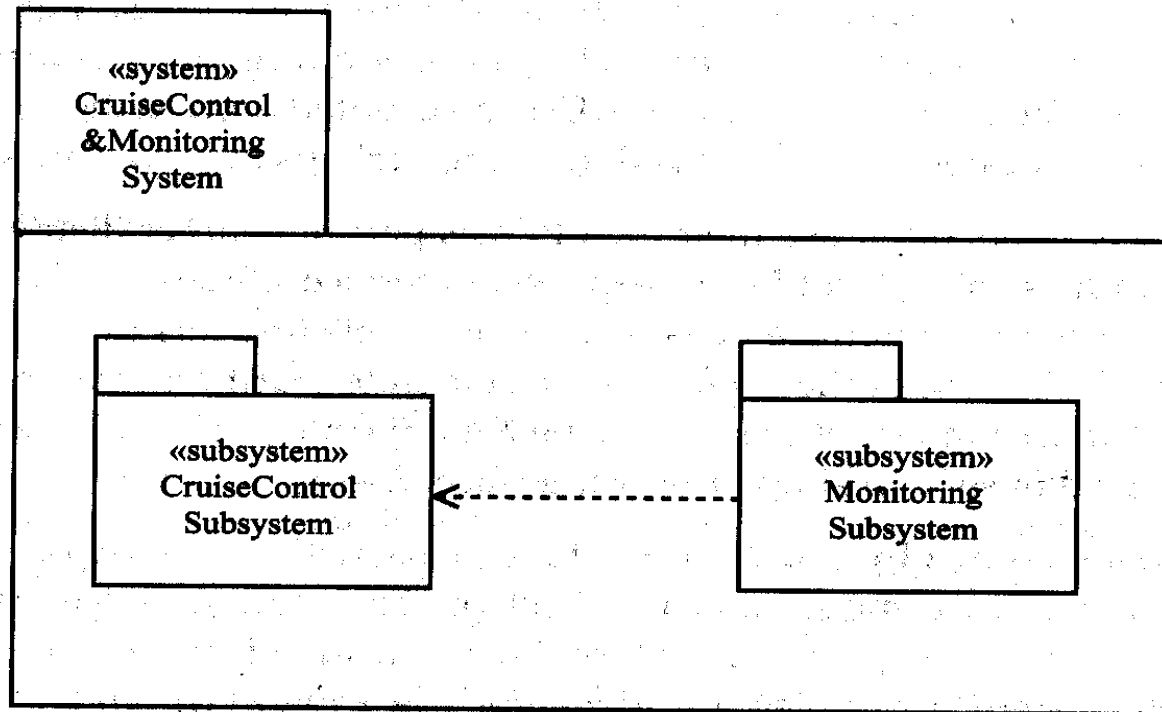 «system»
CruiseControl
&Monitoring
System
«subsystem»
CruiseControl
Subsystem
«subsystem»
Monitoring
Subsystem